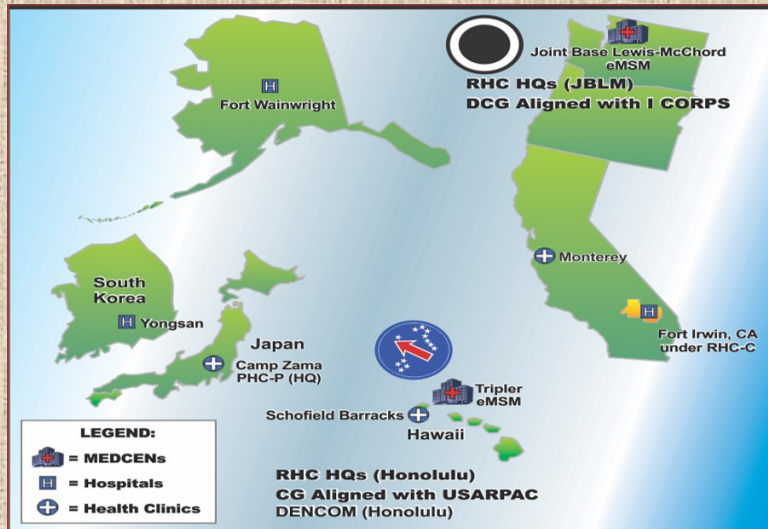 Joint Base Lewis-McChord
eMSM
RHC HQs (JBLM)
DCG Aligned with I CORPS
H
Fort Wainwright
Monterey
H
Fort Irwin, CA
under RHC-C
South
Korea
H
Yongsan
Japan
Camp Zama
PHC-P (HQ)
Tripler
eMSM
Schofield Barracks
Hawaii
RHC HQs (Honolulu)
CG Aligned with USARPAC
DENCOM (Honolulu)
LEGEND:
= MEDCENs
H = Hospitals
= Health Clinics